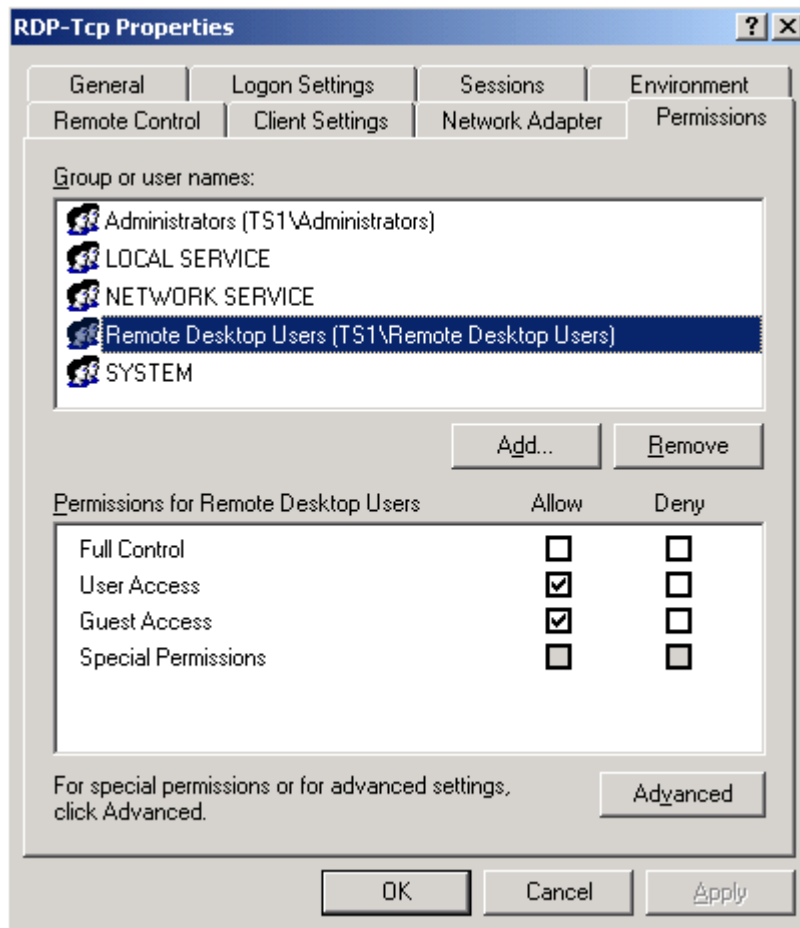 RDP-Tcp Properties
General Logon Settings Sessions Environment
Remote Control Client Settings Network Adapter Permissions
Group or user names:
Administrators (TS1\Administrators)
LOCAL SERVICE
NETWORK SERVICE
Remote Desktop Users (TS1\Remote Desktop Users)
SYSTEM
Add... Remove
Permissions for Remote Desktop Users Allow Deny
Full Control
User Access
Guest Access
Special Permissions
For special permissions or for advanced settings,
click Advanced.
Advanced
OK Cancel Apply